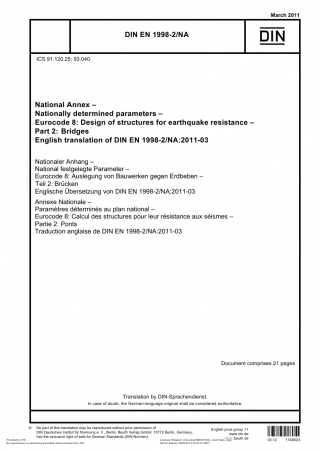 March 2011
DIN EN 1998-2/NA
DIN
ICS 91.120.25; 93.040
National Annex –
Nationally determined parameters –
Eurocode 8: Design of structures for earthquake resistance –
Part 2: Bridges
English translation of DIN EN 1998-2/NA:2011-03
Nationaler Anhang –
National festgelegte Parameter –
Eurocode 8: Auslegung von Bauwerken gegen Erdbeben –
Teil 2: Brücken
Englische Übersetzung von DIN EN 1998-2/NA:2011-03
Annexe Nationale –
Paramètres déterminés au plan national –
Eurocode 8: Calcul des structures pour leur résistance aux séismes –
Partie 2: Ponts
Traduction anglaise de DIN EN 1998-2/NA:2011-03
Document comprises 21 pages
Translation by DIN-Sprachendienst.
In case of doubt, the German-language original shall be considered authoritative.
© No part of this translation may be reproduced without prior permission of
DIN Deutsches Institut für Normung e. V., Berlin. Beuth Verlag GmbH, 10772 Berlin, Germany,
has the exclusive right of sale for German Standards (DIN-Normen).
English price group 11
www.din.de
www.beuth.de